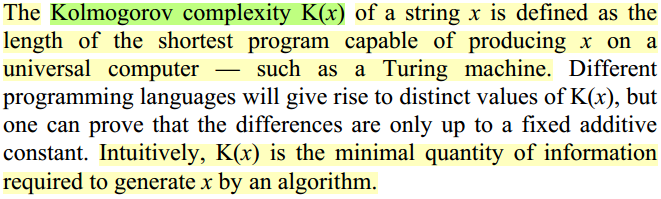 The Kolmogorov complexity K(x) of a string x is defined as the
length of the shortest program capable of producing x on a
universal computer — such as a Turing machine. Different
programming languages will give rise to distinct values of K(x), but
one can prove that the differences are only up to a fixed additive
constant. Intuitively, K(x) is the minimal quantity of information
required to generate x by an algorithm.